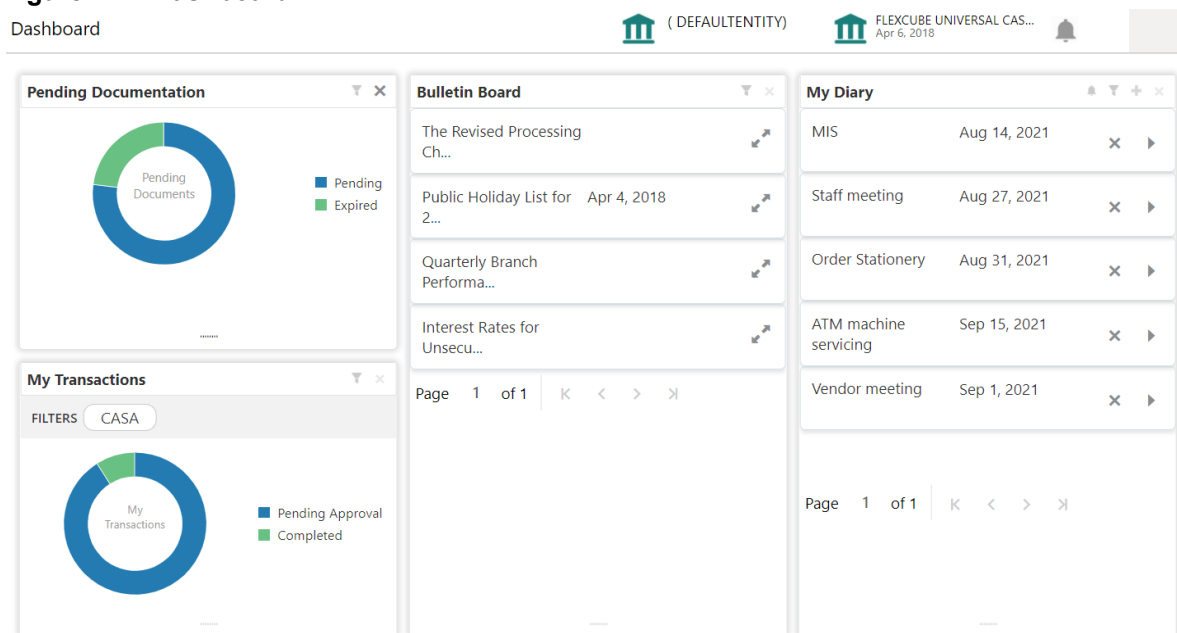 Dashboard
( DEFAULTENTITY)
FLEXCUBE UNIVERSAL CAS...
Apr 6, 2018
Pending Documentation
Pending
Documents
Pending
Expired
My Transactions
FILTERS CASA
My
Transactions
Pending Approval
Completed
Bulletin Board
The Revised Processing
Ch...
Public Holiday List for Apr 4, 2018
2...
Quarterly Branch
Performa...
Interest Rates for
Unsecu...
Page 1 of 1
My Diary
MIS Aug 14, 2021
Staff meeting Aug 27, 2021
Order Stationery Aug 31, 2021
ATM machine Sep 15, 2021
servicing
Vendor meeting Sep 1, 2021
Page 1 of 1